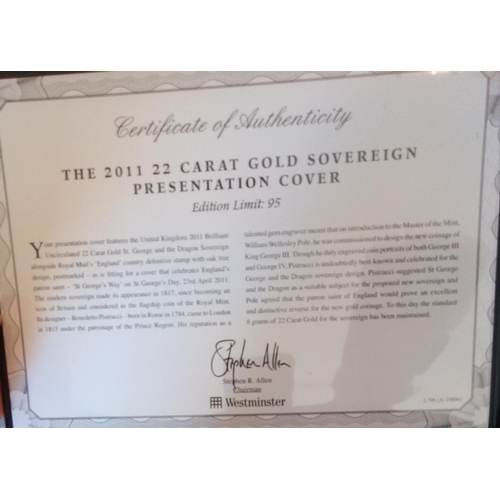 Certificate of Authenticity
THE 2011 22 CARAT GOLD SOVEREIGN
PRESENTATION COVER
Edition Limit: 95
Your presentation cover features the United Kingdom 2011 Brilliant
Uncirculated 22 Carat Gold St. George and the Dragon Sovereign
alongside Royal Mail's 'England' country definitive stamp with oak tree
design, postmarked – as is fitting for a cover that celebrates England's
patron saint – 'St George's Way' on St George's Day, 23rd April 2011.
The modern sovereign made its appearance in 1817, since becoming an
icon of Britain and considered as the flagship coin of the Royal Mint.
Its designer – Benedetto Pistrucci – born in Rome in 1784, came to London
in 1815 under the patronage of the Prince Regent. His reputation as a
talented gem engraver meant that on introduction to the Master of the Mint,
William Wellesley Pole, he was commissioned to design the new coinage of
King George III. Though he duly engraved coin portraits of both George III
and George IV, Pistrucci is undoubtedly best-known and celebrated for the
George and the Dragon sovereign design. Pistrucci suggested St George
and the Dragon as a suitable subject for the proposed new sovereign and
Pole agreed that the patron saint of England would prove an excellent
and distinctive reverse for the new gold coinage. To this day the standard
8 grams of 22 Carat Gold for the sovereign has been maintained.
Stephen Allen
Stephen R. Allen
Chairman
Westminster